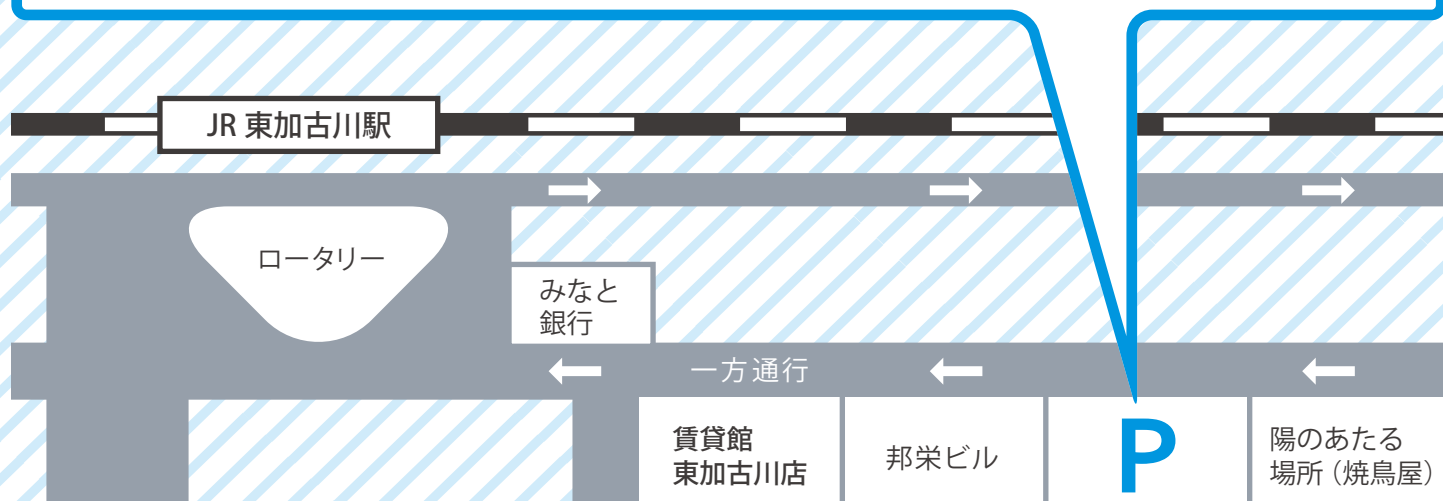 JR 東加古川駅
ロータリー
みなと
銀行
一方通行
賃貸館
東加古川店
邦栄ビル
P
陽のあたる
場所（焼鳥屋）